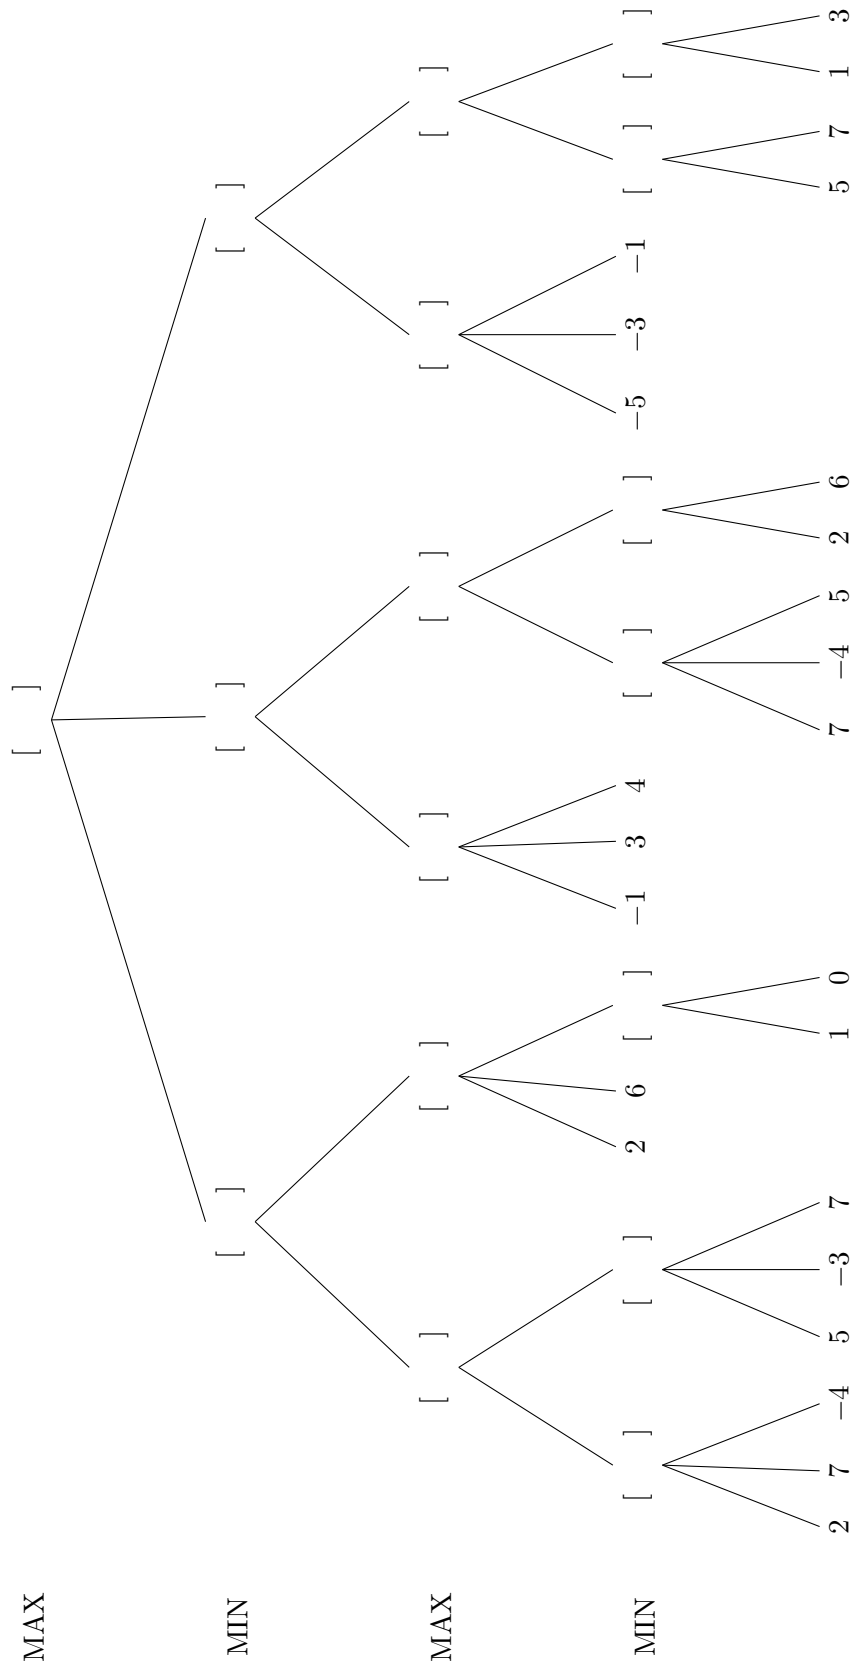 MAX [ ]
MIN [ ] [ ] [ ]
MAX [ ] [ ] [ ] [ ] [ ] [ ]
MIN [ ] [ ] 2 6 [ ] −1 3 4 [ ] [ ] −5 −3 −1 [ ] [ ]
2 7 −4 5 −3 7 1 0 7 −4 5 2 6 5 7 1 3